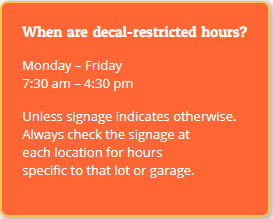 When are decal-restricted hours?
Monday – Friday
7:30 am – 4:30 pm
Unless signage indicates otherwise.
Always check the signage at
each location for hours
specific to that lot or garage.